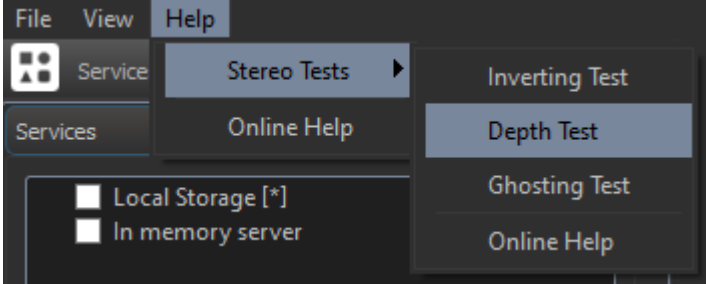 File View Help
Service Stereo Tests Inverting Test
Services Online Help Depth Test
Local Storage [*] Ghosting Test
In memory server Online Help